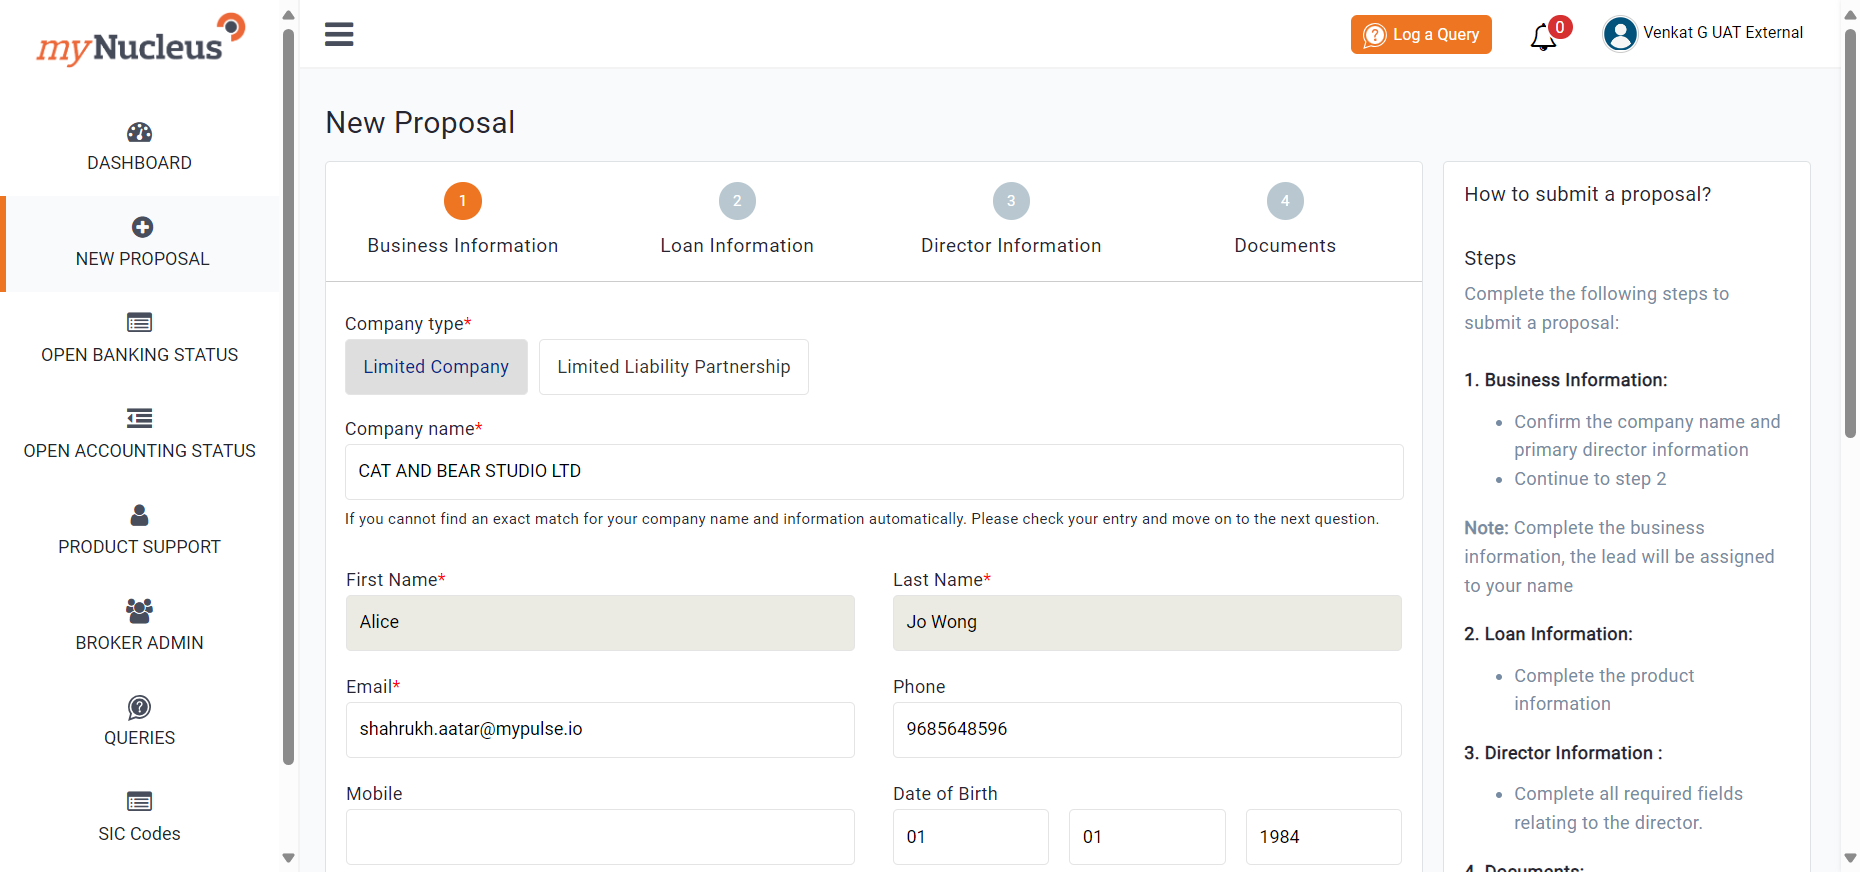 myNucleus
DASHBOARD
NEW PROPOSAL
OPEN BANKING STATUS
OPEN ACCOUNTING STATUS
PRODUCT SUPPORT
BROKER ADMIN
QUERIES
SIC Codes
Log a Query
0
Venkat G UAT External
New Proposal
1
Business Information
2
Loan Information
3
Director Information
4
Documents
Company type*
Limited Company
Limited Liability Partnership
Company name*
CAT AND BEAR STUDIO LTD
If you cannot find an exact match for your company name and information automatically. Please check your entry and move on to the next question.
First Name*
Last Name*
Alice
Jo Wong
Email*
Phone
shahrukh.aatar@mypulse.io
9685648596
Mobile
Date of Birth
01
01
1984
How to submit a proposal?
Steps
Complete the following steps to
submit a proposal:
1. Business Information:
• Confirm the company name and
primary director information
• Continue to step 2
Note: Complete the business
information, the lead will be assigned
to your name
2. Loan Information:
• Complete the product
information
3. Director Information :
• Complete all required fields
relating to the director.
4. Documents: